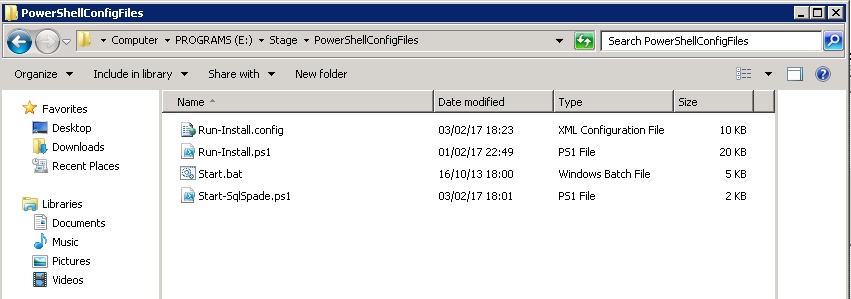 PowerShellConfigFiles
Computer PROGRAMS (E:) Stage PowerShellConfigFiles Search PowerShellConfigFiles
Organize Include in library Share with New folder
Favorites
Desktop
Downloads
Recent Places
Libraries
Documents
Music
Pictures
Videos
Name Date modified Type Size
Run-Install.config 03/02/17 18:23 XML Configuration File 10 KB
Run-Install.ps1 01/02/17 22:49 PS1 File 20 KB
Start.bat 16/10/13 18:00 Windows Batch File 5 KB
Start-SqlSpade.ps1 03/02/17 18:01 PS1 File 2 KB